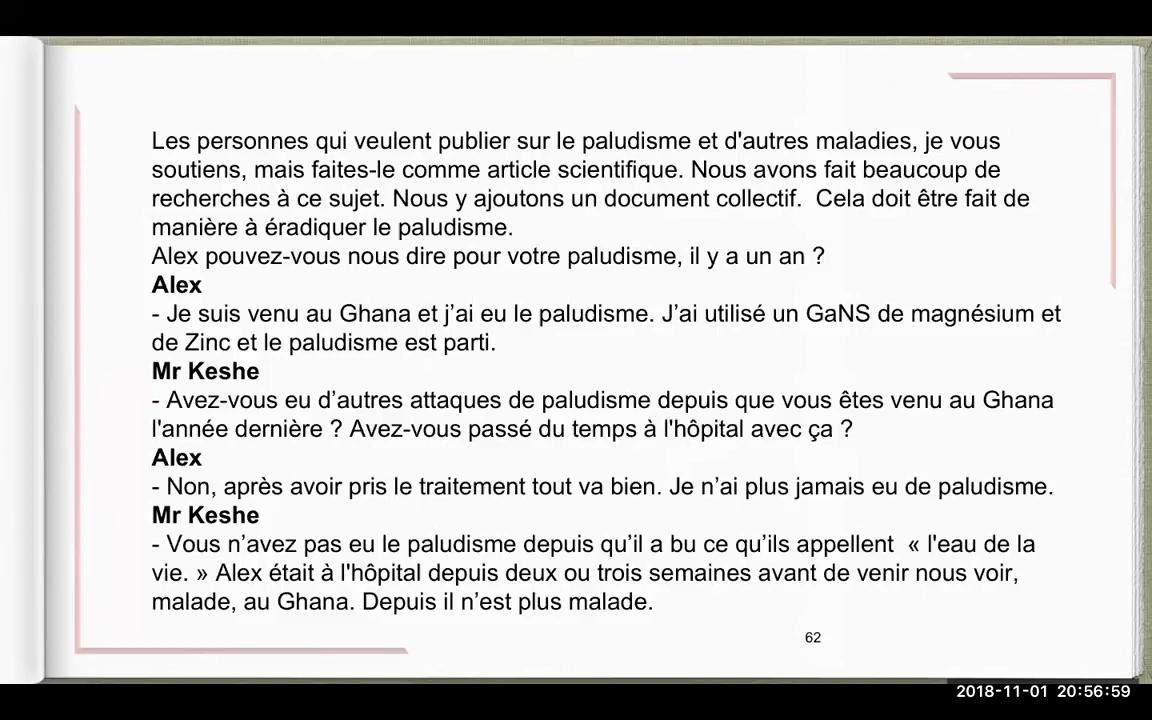 Les personnes qui veulent publier sur le paludisme et d'autres maladies, je vous
soutiens, mais faites-le comme article scientifique. Nous avons fait beaucoup de
recherches à ce sujet. Nous y ajoutons un document collectif.  Cela doit être fait de
manière à éradiquer le paludisme.
Alex pouvez-vous nous dire pour votre paludisme, il y a un an ?
Alex
- Je suis venu au Ghana et j’ai eu le paludisme. J’ai utilisé un GaNS de magnésium et
de Zinc et le paludisme est parti.
Mr Keshe
- Avez-vous eu d’autres attaques de paludisme depuis que vous êtes venu au Ghana
l'année dernière ? Avez-vous passé du temps à l'hôpital avec ça ?
Alex
- Non, après avoir pris le traitement tout va bien. Je n’ai plus jamais eu de paludisme.
Mr Keshe
- Vous n’avez pas eu le paludisme depuis qu’il a bu ce qu’ils appellent  « l'eau de la
vie. » Alex était à l'hôpital depuis deux ou trois semaines avant de venir nous voir,
malade, au Ghana. Depuis il n’est plus malade.
62
2018-11-01 20:56:59